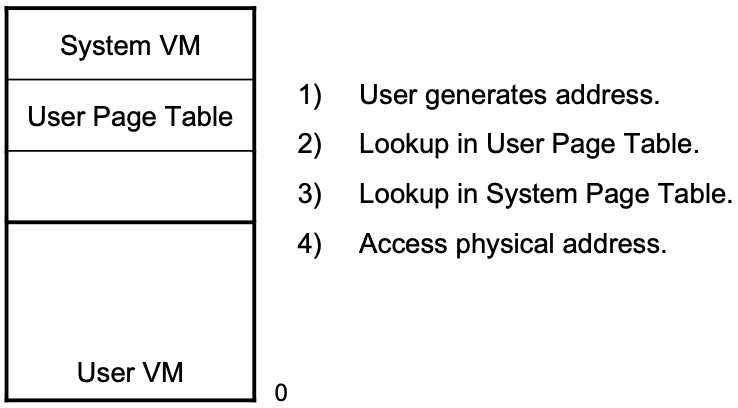 System VM
User Page Table
User VM
0
1) User generates address.
2) Lookup in User Page Table.
3) Lookup in System Page Table.
4) Access physical address.